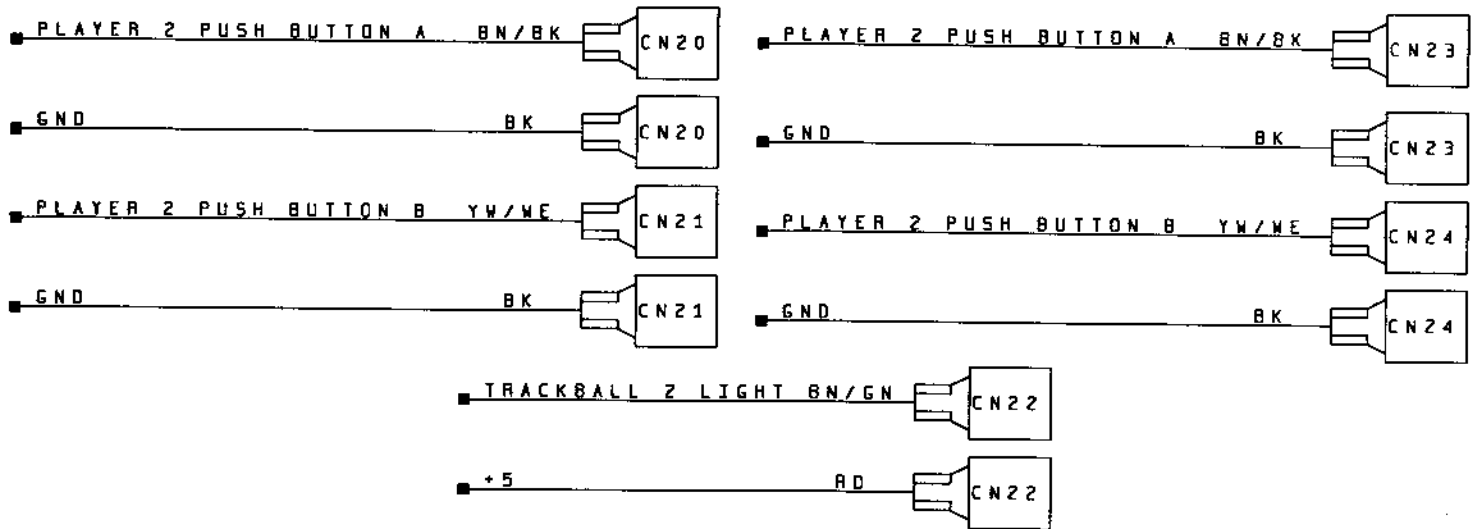 PLAYER 2 PUSH BUTTON A BN/BK CN20
GND BK CN20
PLAYER 2 PUSH BUTTON B YW/WE CN21
GND BK CN21
PLAYER 2 PUSH BUTTON A BN/BK CN23
GND BK CN23
PLAYER 2 PUSH BUTTON B YW/WE CN24
GND BK CN24
TRACKBALL 2 LIGHT BN/GN CN22
+5 RD CN22